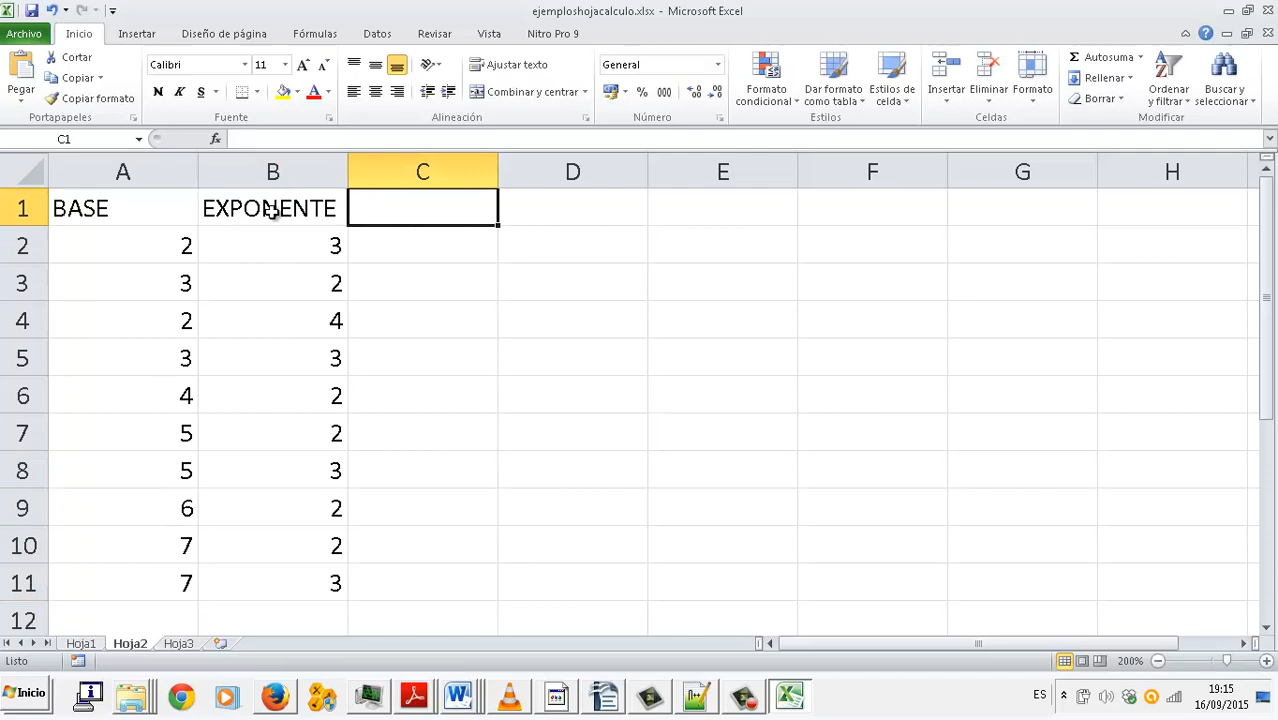 ejemploshojacalculo.xlsx - Microsoft Excel
Archivo Inicio Insertar Diseño de página Fórmulas Datos Revisar Vista Nitro Pro 9
Pegar
Cortar
Copiar
Copiar formato
Portapapeles
Calibri 11 A A
N K S A
Fuente
Ajustar texto
Combinar y centrar
Alineación
General
% 000
Número
Formato condicional
Dar formato como tabla
Estilos de celda
Estilos
Insertar Eliminar Formato
Celdas
Autosuma
Rellenar
Borrar
Ordenar y filtrar
Buscar y seleccionar
Modificar
C1 fx
A B C D E F G H
1 BASE EXPONENTE
2 2 3
3 3 2
4 2 4
5 3 3
6 4 2
7 5 2
8 5 3
9 6 2
10 7 2
11 7 3
12
Hoja1 Hoja2 Hoja3
Listo 200%
Inicio ES 19:15
16/09/2015